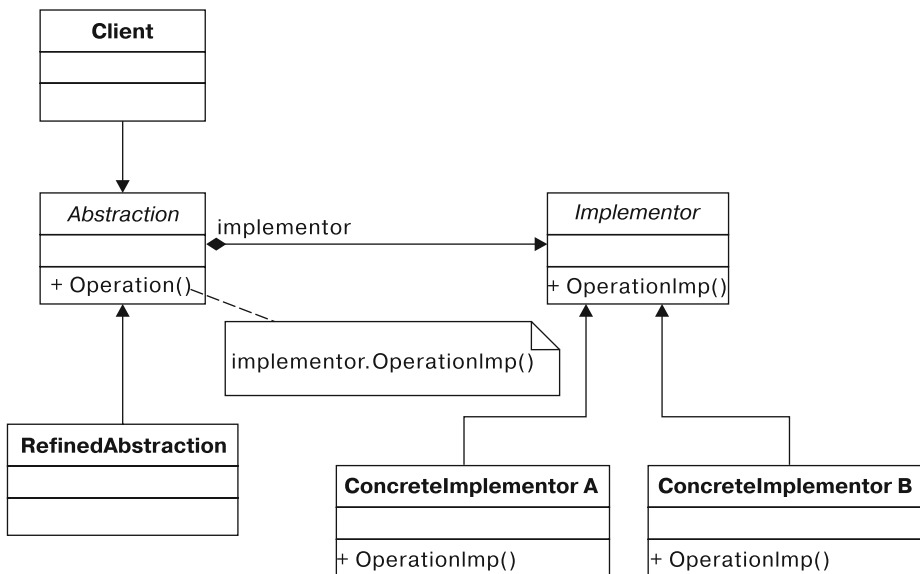 Client
Abstraction
implementor
Implementor
+ Operation()
+ OperationImp()
implementor.OperationImp()
RefinedAbstraction
ConcreteImplementor A
ConcreteImplementor B
+ OperationImp()
+ OperationImp()